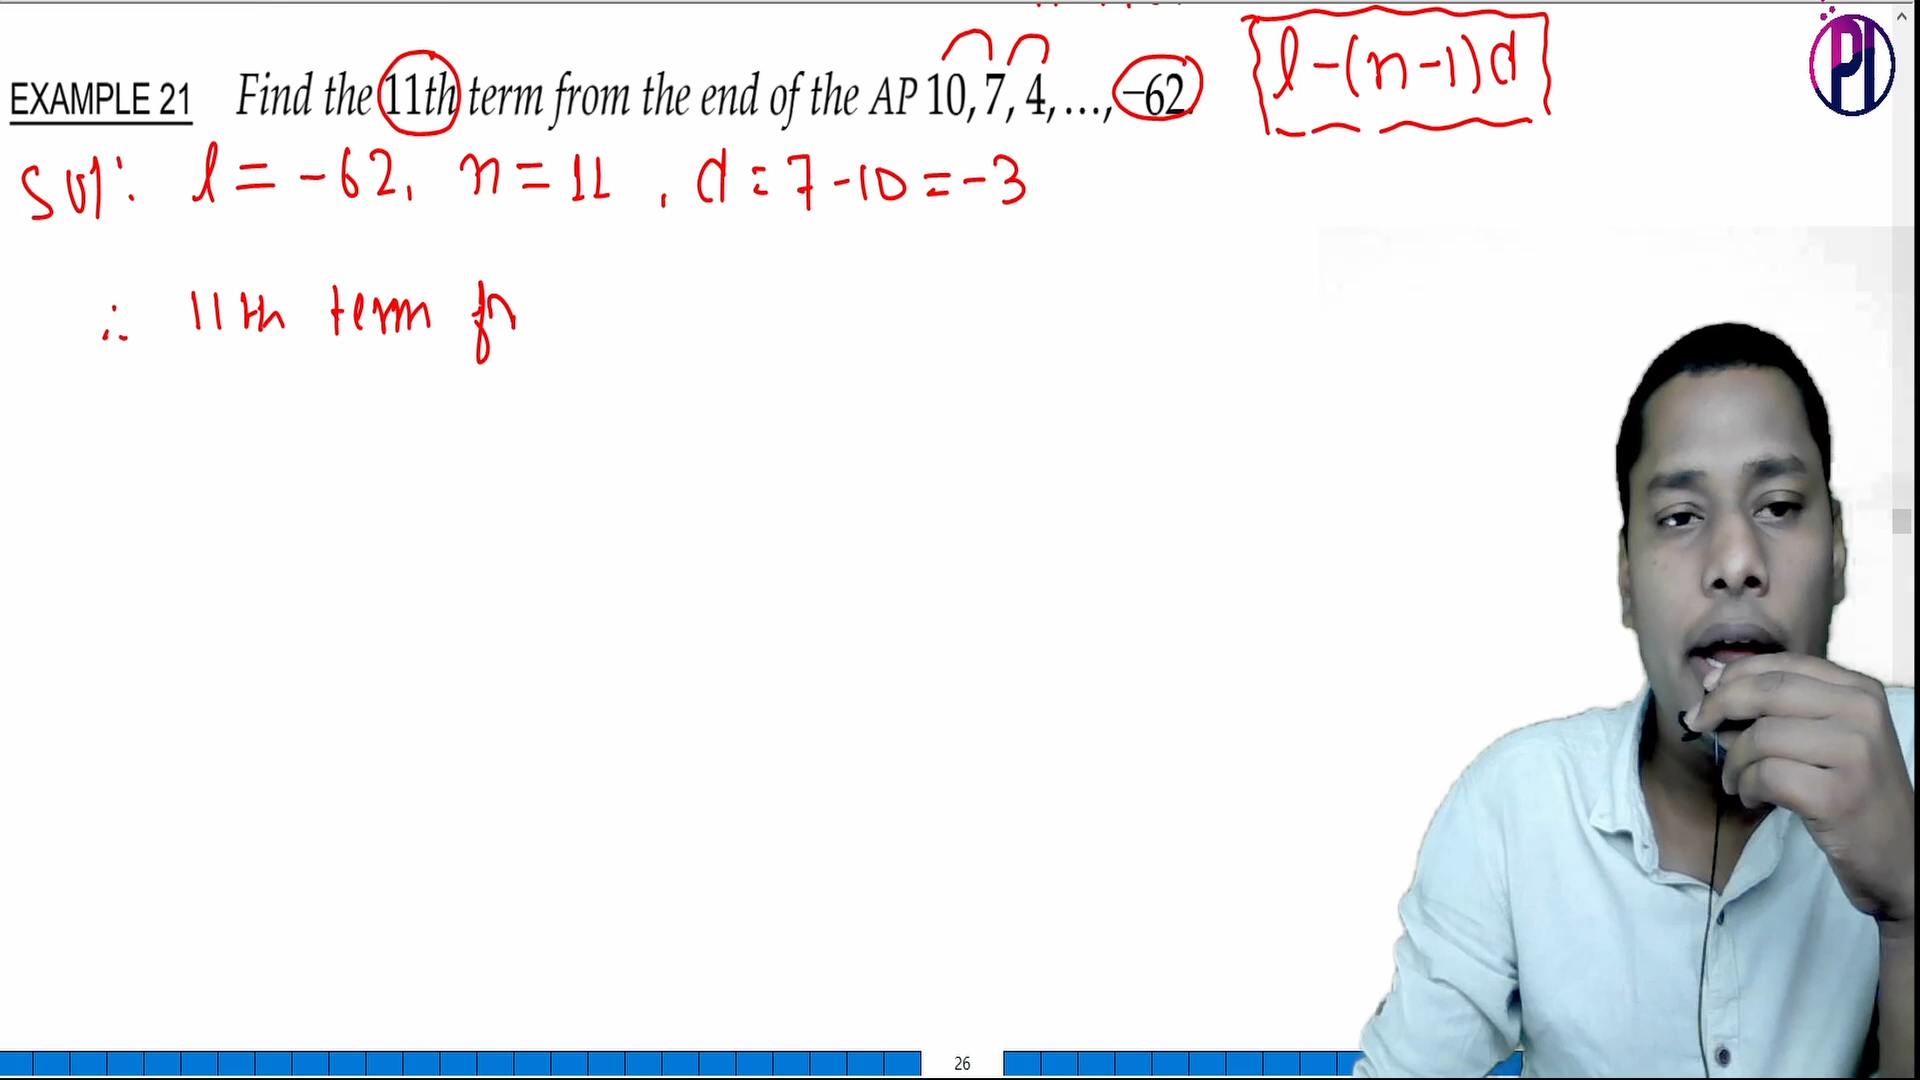 l-(n-1)d
EXAMPLE 21 Find the 11th term from the end of the AP 10, 7, 4, ..., -62.
Sol: l = -62, n = 11, d = 7-10 = -3
∴ 11th term fr
26
PI